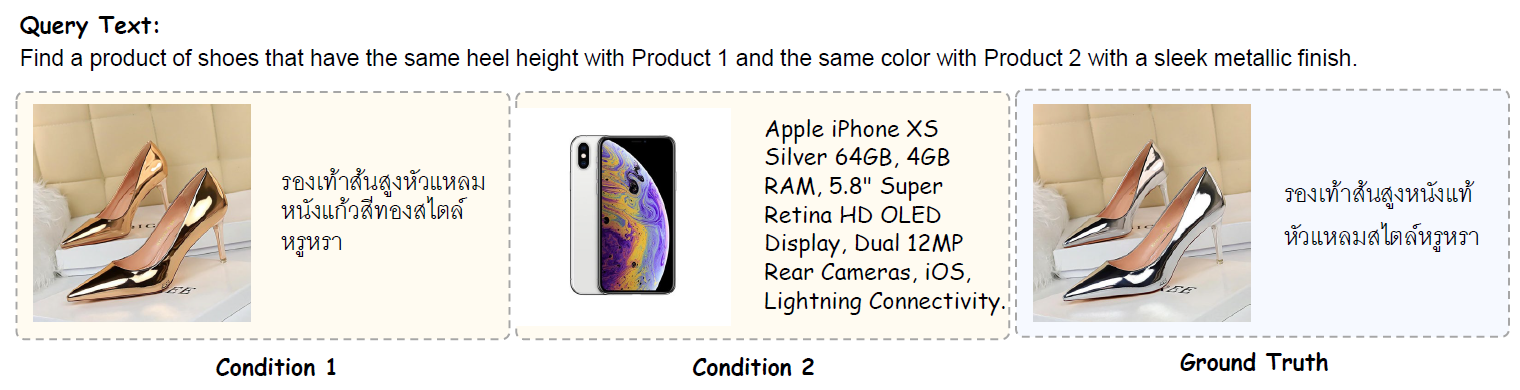 Query Text:
Find a product of shoes that have the same heel height with Product 1 and the same color with Product 2 with a sleek metallic finish.
รองเท้าส้นสูงหัวแหลม
หนังแก้วสีทองสไตล์
หรูหรา
Apple iPhone XS
Silver 64GB, 4GB
RAM, 5.8" Super
Retina HD OLED
Display, Dual 12MP
Rear Cameras, iOS,
Lightning Connectivity.
รองเท้าส้นสูงหนังแท้
หัวแหลมสไตล์หรูหรา
Condition 1
Condition 2
Ground Truth